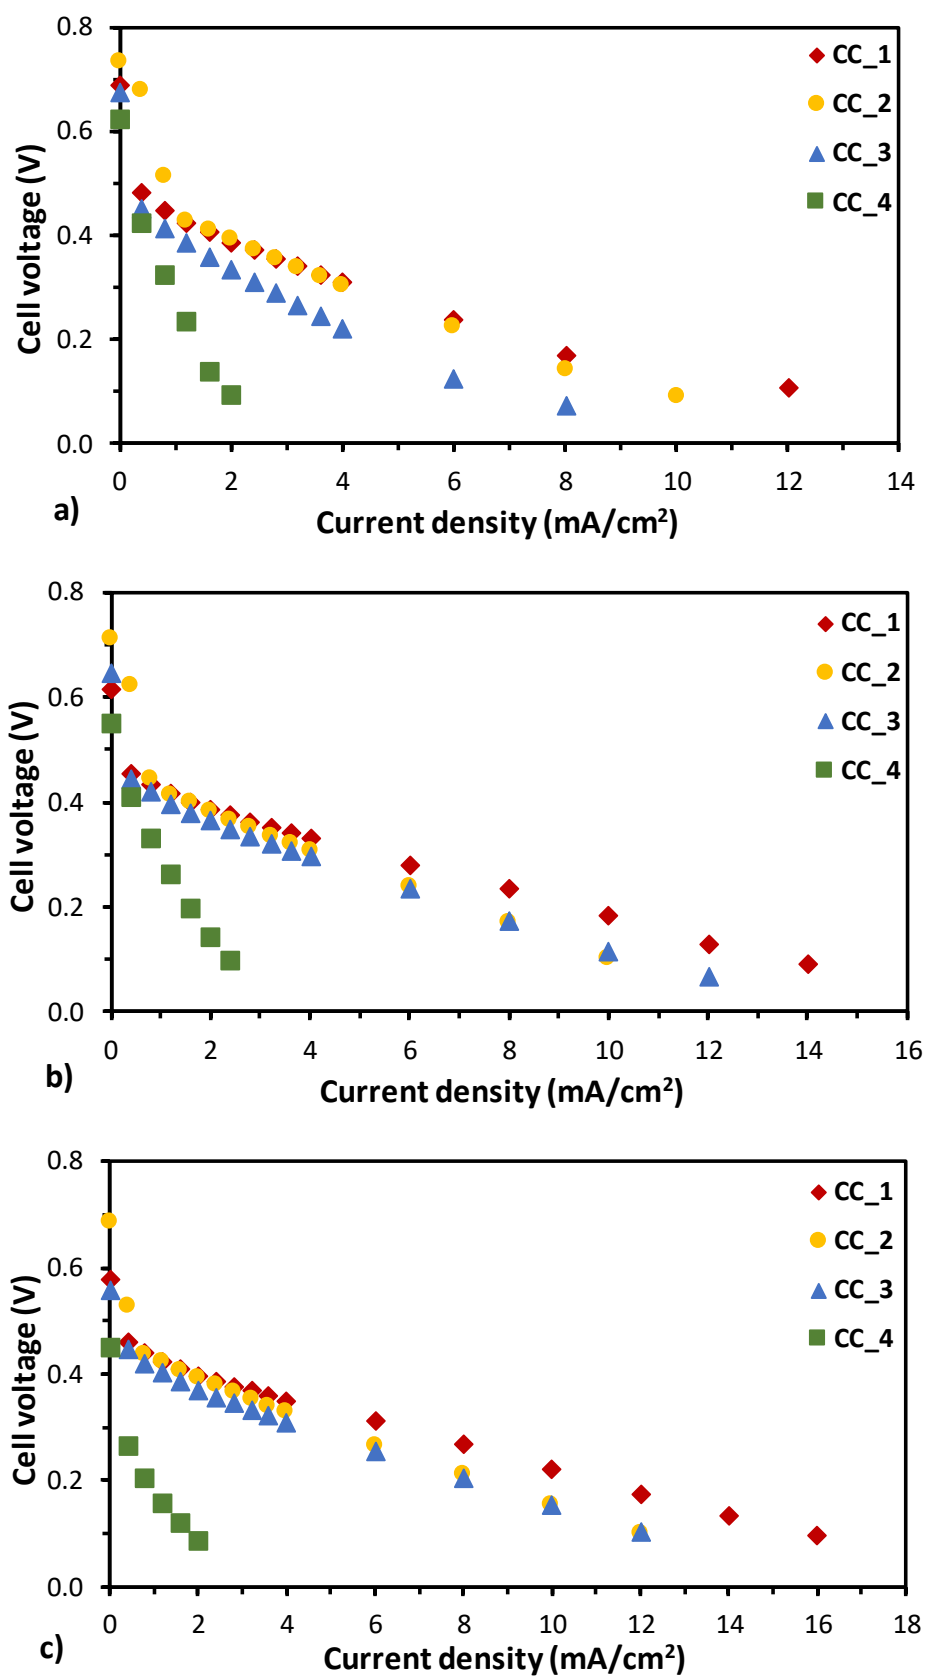 0.8
0.6
0.4
0.2
0.0
Cell voltage (V)
CC_1
CC_2
CC_3
CC_4
0 2 4 6 8 10 12 14
a)
Current density (mA/cm²)
0.8
0.6
0.4
0.2
0.0
Cell voltage (V)
CC_1
CC_2
CC_3
CC_4
0 2 4 6 8 10 12 14 16
b)
Current density (mA/cm²)
0.8
0.6
0.4
0.2
0.0
Cell voltage (V)
CC_1
CC_2
CC_3
CC_4
0 2 4 6 8 10 12 14 16 18
c)
Current density (mA/cm²)